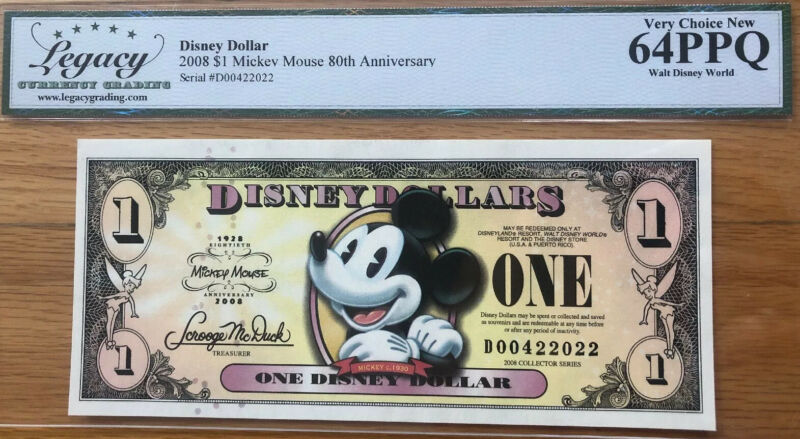 Legacy
CURRENCY GRADING
www.legacygrading.com
Disney Dollar
2008 $1 Mickey Mouse 80th Anniversary
Serial #D00422022
Very Choice New
64PPQ
Walt Disney World
DISNEY DOLLARS
1
1
1928
EIGHTIETH
MICKEY MOUSE
ANNIVERSARY
2008
Scrooge McDuck
TREASURER
MAY BE REDEEMED ONLY AT
DISNEYLAND® RESORT, WALT DISNEY WORLD®
RESORT AND THE DISNEY STORE
(U.S.A. & PUERTO RICO).
ONE
Disney Dollars may be spent or collected and saved
as souvenirs and are redeemable at any time before
or after any period of inactivity.
D00422022
2008 COLLECTOR SERIES
1
1
MICKEY c.1930
ONE DISNEY DOLLAR